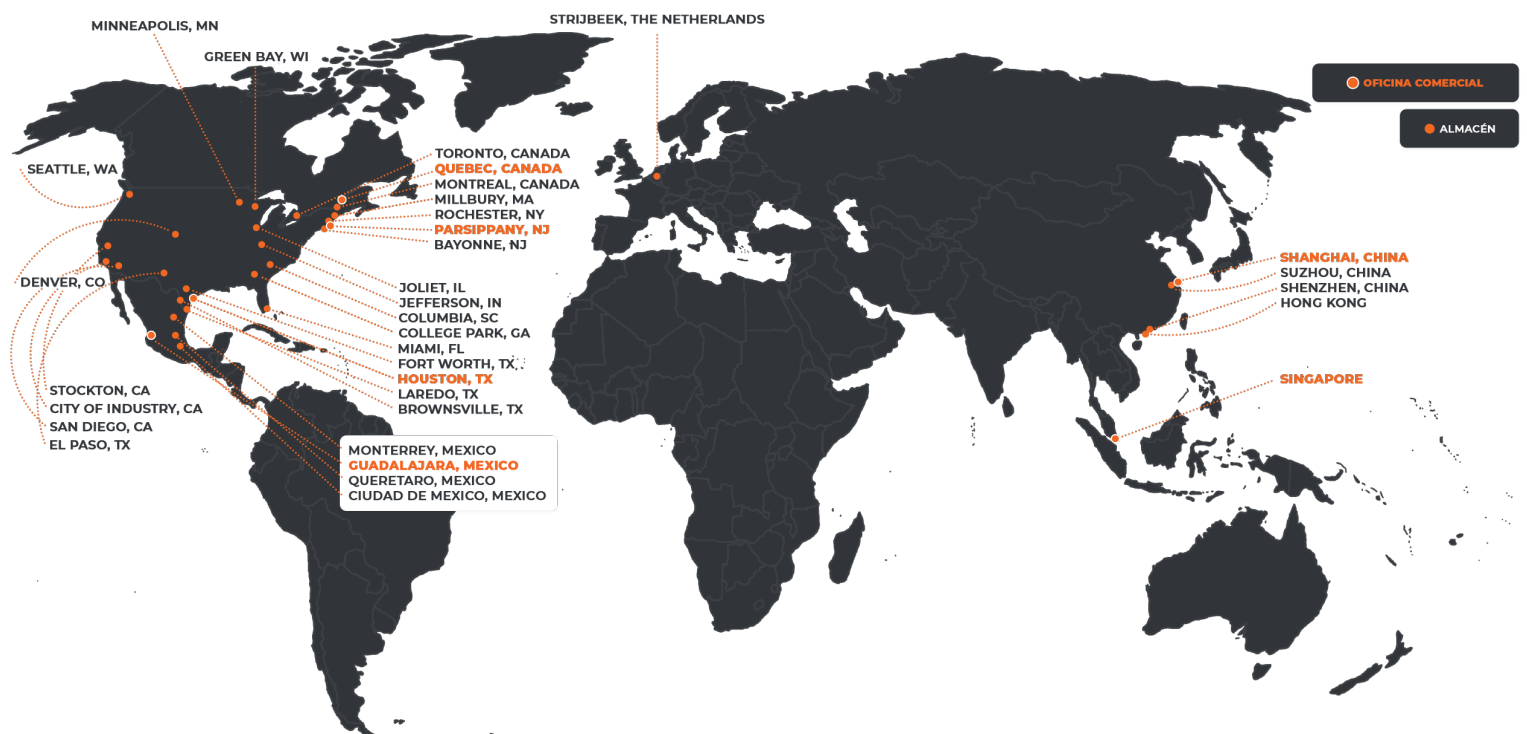 STRIJBEEK, THE NETHERLANDS
MINNEAPOLIS, MN
GREEN BAY, WI
OFICINA COMERCIAL
ALMACÉN
SEATTLE, WA
TORONTO, CANADA
QUEBEC, CANADA
MONTREAL, CANADA
MILLBURY, MA
ROCHESTER, NY
PARSIPPANY, NJ
BAYONNE, NJ
SHANGHAI, CHINA
SUZHOU, CHINA
SHENZHEN, CHINA
HONG KONG
DENVER, CO
JOLIET, IL
JEFFERSON, IN
COLUMBIA, SC
COLLEGE PARK, GA
MIAMI, FL
FORT WORTH, TX
HOUSTON, TX
LAREDO, TX
BROWNSVILLE, TX
SINGAPORE
STOCKTON, CA
CITY OF INDUSTRY, CA
SAN DIEGO, CA
EL PASO, TX
MONTERREY, MEXICO
GUADALAJARA, MEXICO
QUERETARO, MEXICO
CIUDAD DE MEXICO, MEXICO